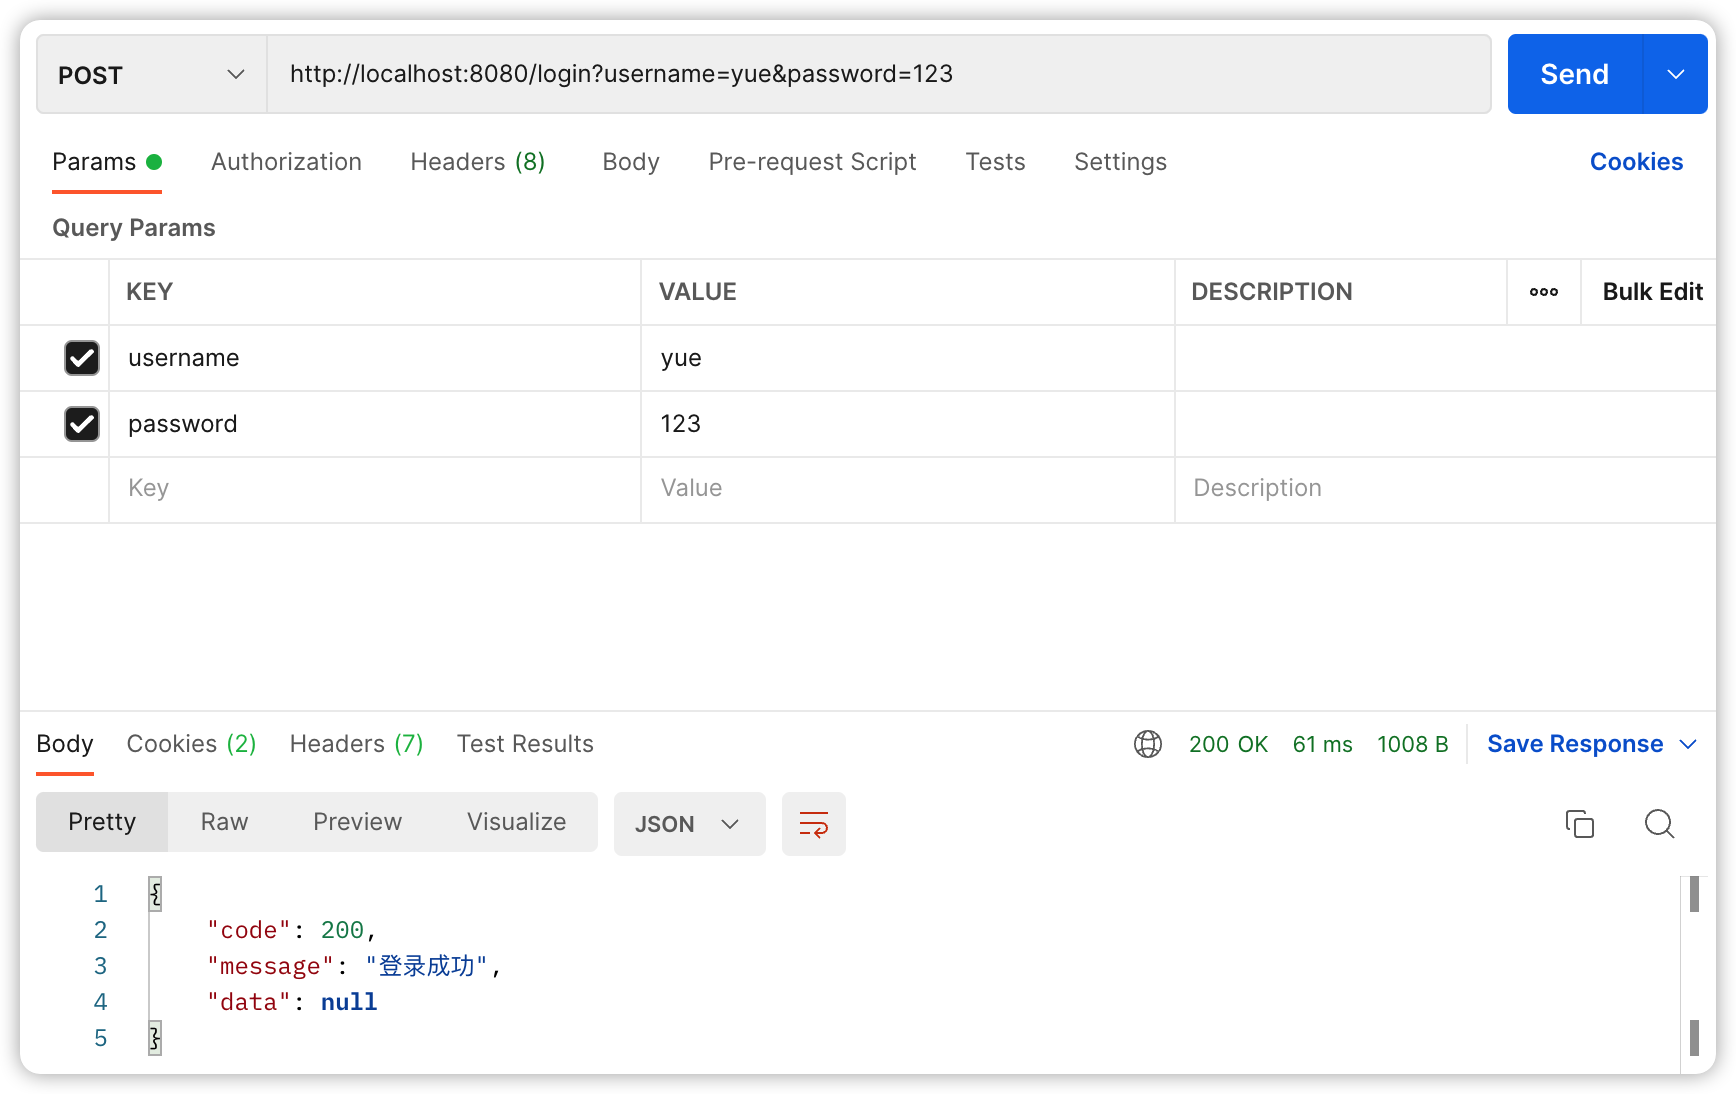 POST http://localhost:8080/login?username=yue&password=123 Send
Params Authorization Headers (8) Body Pre-request Script Tests Settings Cookies
Query Params
KEY VALUE DESCRIPTION ooo Bulk Edit
username yue
password 123
Key Value Description
Body Cookies (2) Headers (7) Test Results 200 OK 61 ms 1008 B Save Response
Pretty Raw Preview Visualize JSON
1 {
2 "code": 200,
3 "message": "登录成功",
4 "data": null
5 }